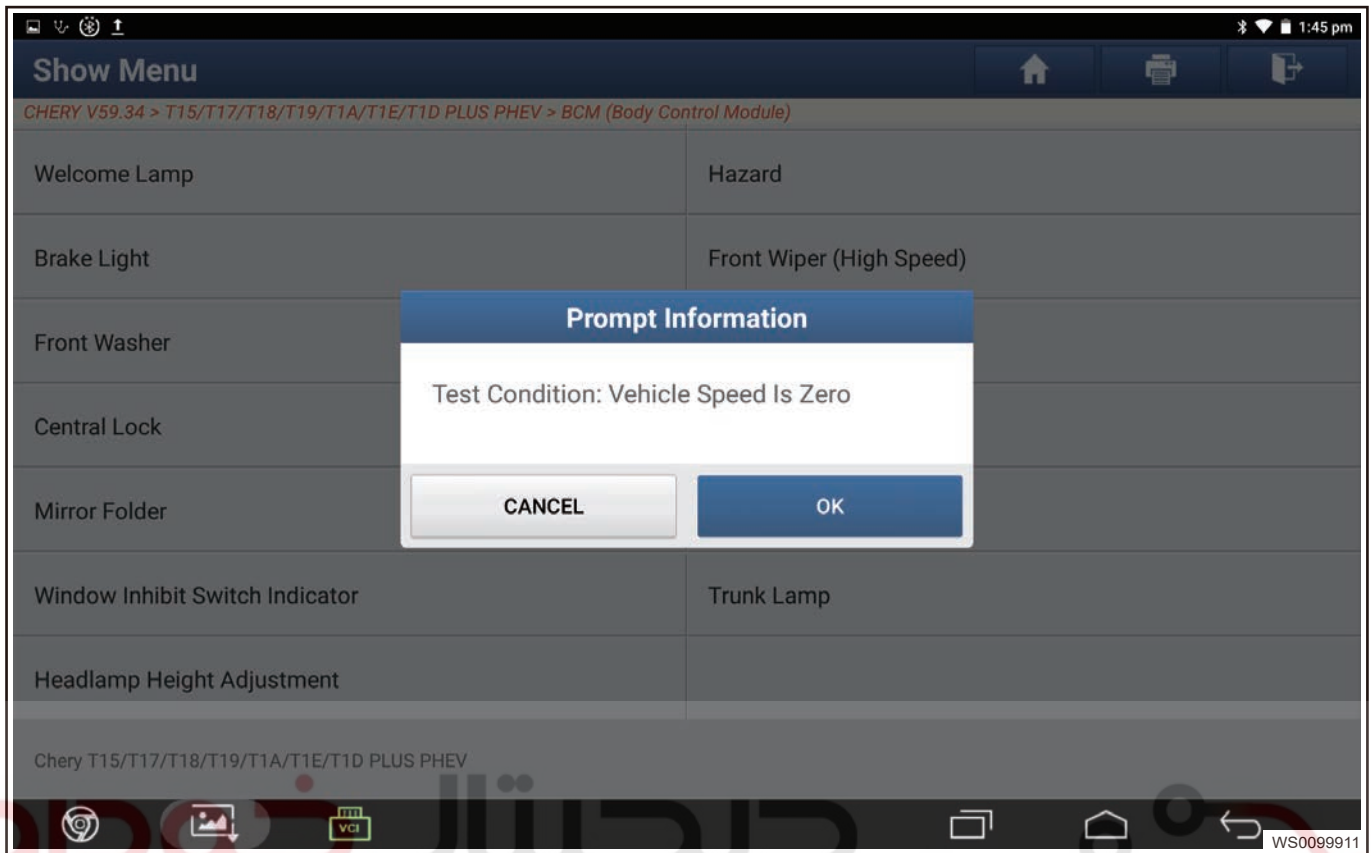 1:45 pm
Show Menu
CHERY V59.34 > T15/T17/T18/T19/T1A/T1E/T1D PLUS PHEV > BCM (Body Control Module)
Welcome Lamp
Hazard
Brake Light
Front Wiper (High Speed)
Prompt Information
Front Washer
Test Condition: Vehicle Speed Is Zero
Central Lock
Mirror Folder
CANCEL
OK
Window Inhibit Switch Indicator
Trunk Lamp
Headlamp Height Adjustment
Chery T15/T17/T18/T19/T1A/T1E/T1D PLUS PHEV
VCI
WS0099911